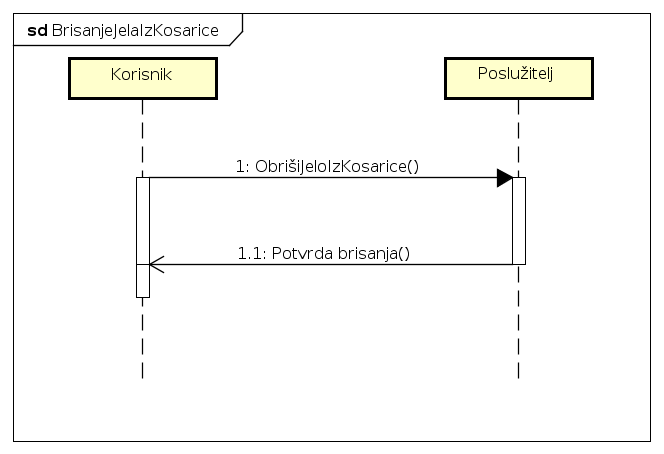 sd BrisanjeJelaIzKosarice
Korisnik
Poslužitelj
1: ObrišiJeloIzKosarice()
1.1: Potvrda brisanja()